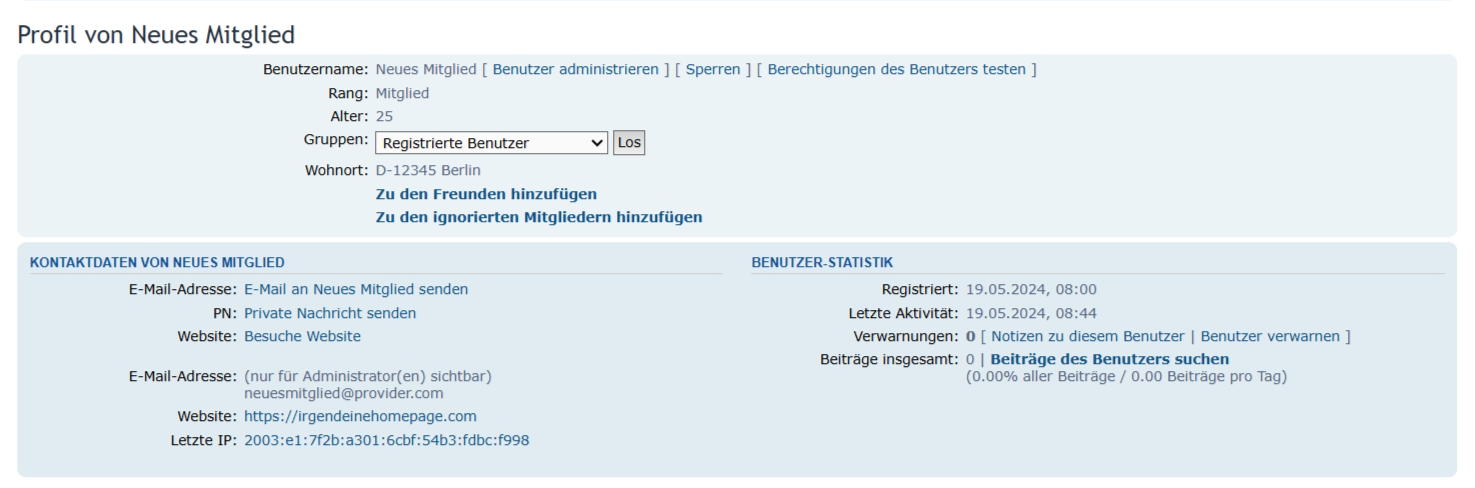 Profil von Neues Mitglied
Benutzername: Neues Mitglied [ Benutzer administrieren ] [ Sperren ] [ Berechtigungen des Benutzers testen ]
Rang: Mitglied
Alter: 25
Gruppen: Registrierte Benutzer Los
Wohnort: D-12345 Berlin
Zu den Freunden hinzufügen
Zu den ignorierten Mitgliedern hinzufügen
KONTAKTDATEN VON NEUES MITGLIED
E-Mail-Adresse: E-Mail an Neues Mitglied senden
PN: Private Nachricht senden
Website: Besuche Website
E-Mail-Adresse: (nur für Administrator(en) sichtbar)
neuesmitglied@provider.com
Website: https://irgendeinehomepage.com
Letzte IP: 2003:e1:7f2b:a301:6cbf:54b3:fdbc:f998
BENUTZER-STATISTIK
Registriert: 19.05.2024, 08:00
Letzte Aktivität: 19.05.2024, 08:44
Verwarnungen: 0 [ Notizen zu diesem Benutzer | Benutzer verwarnen ]
Beiträge insgesamt: 0 | Beiträge des Benutzers suchen
(0.00% aller Beiträge / 0.00 Beiträge pro Tag)